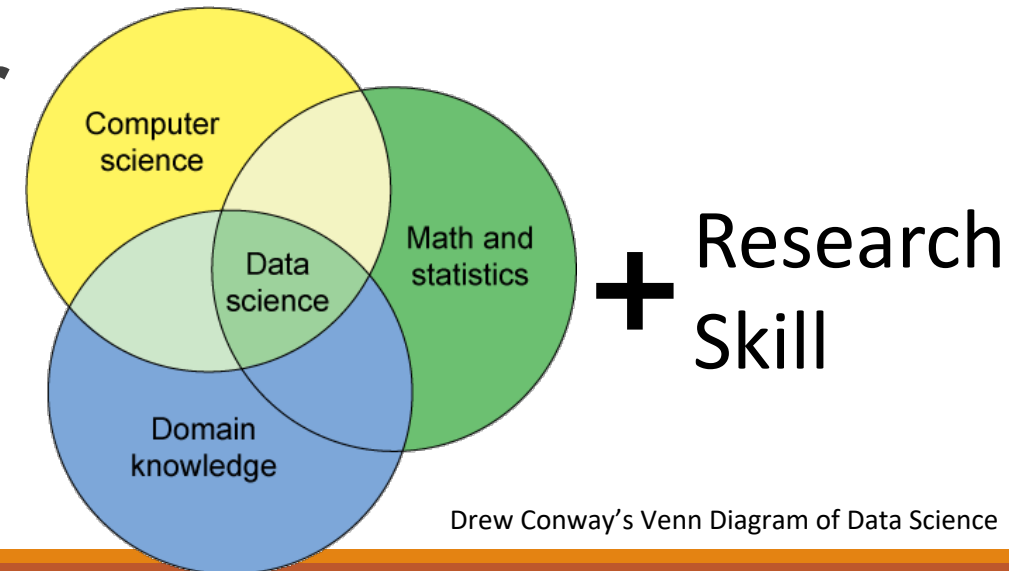 Computer
science
Math and
statistics
Data
science
Domain
knowledge
+
Research
Skill
Drew Conway’s Venn Diagram of Data Science